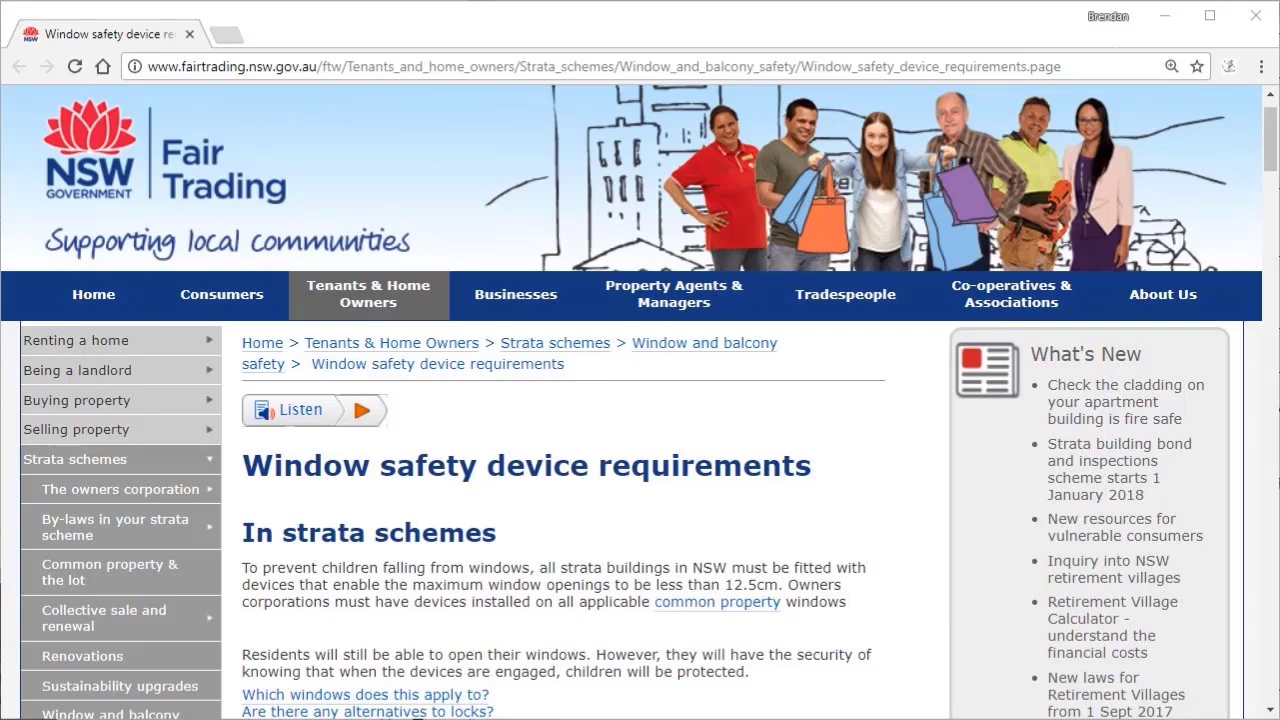 Brendan
Window safety device re
www.fairtrading.nsw.gov.au/ftw/Tenants_and_home_owners/Strata_schemes/Window_and_balcony_safety/Window_safety_device_requirements.page
NSW
GOVERNMENT
Fair
Trading
Supporting local communities
Home
Consumers
Tenants & Home
Owners
Businesses
Property Agents &
Managers
Tradespeople
Co-operatives &
Associations
About Us
Renting a home
Being a landlord
Buying property
Selling property
Strata schemes
The owners corporation
By-laws in your strata
scheme
Common property &
the lot
Collective sale and
renewal
Renovations
Sustainability upgrades
Window and balcony
Home > Tenants & Home Owners > Strata schemes > Window and balcony
safety > Window safety device requirements
Listen
Window safety device requirements
In strata schemes
To prevent children falling from windows, all strata buildings in NSW must be fitted with
devices that enable the maximum window openings to be less than 12.5cm. Owners
corporations must have devices installed on all applicable common property windows
Residents will still be able to open their windows. However, they will have the security of
knowing that when the devices are engaged, children will be protected.
Which windows does this apply to?
Are there any alternatives to locks?
What's New
Check the cladding on
your apartment
building is fire safe
Strata building bond
and inspections
scheme starts 1
January 2018
New resources for
vulnerable consumers
Inquiry into NSW
retirement villages
Retirement Village
Calculator -
understand the
financial costs
New laws for
Retirement Villages
from 1 Sept 2017